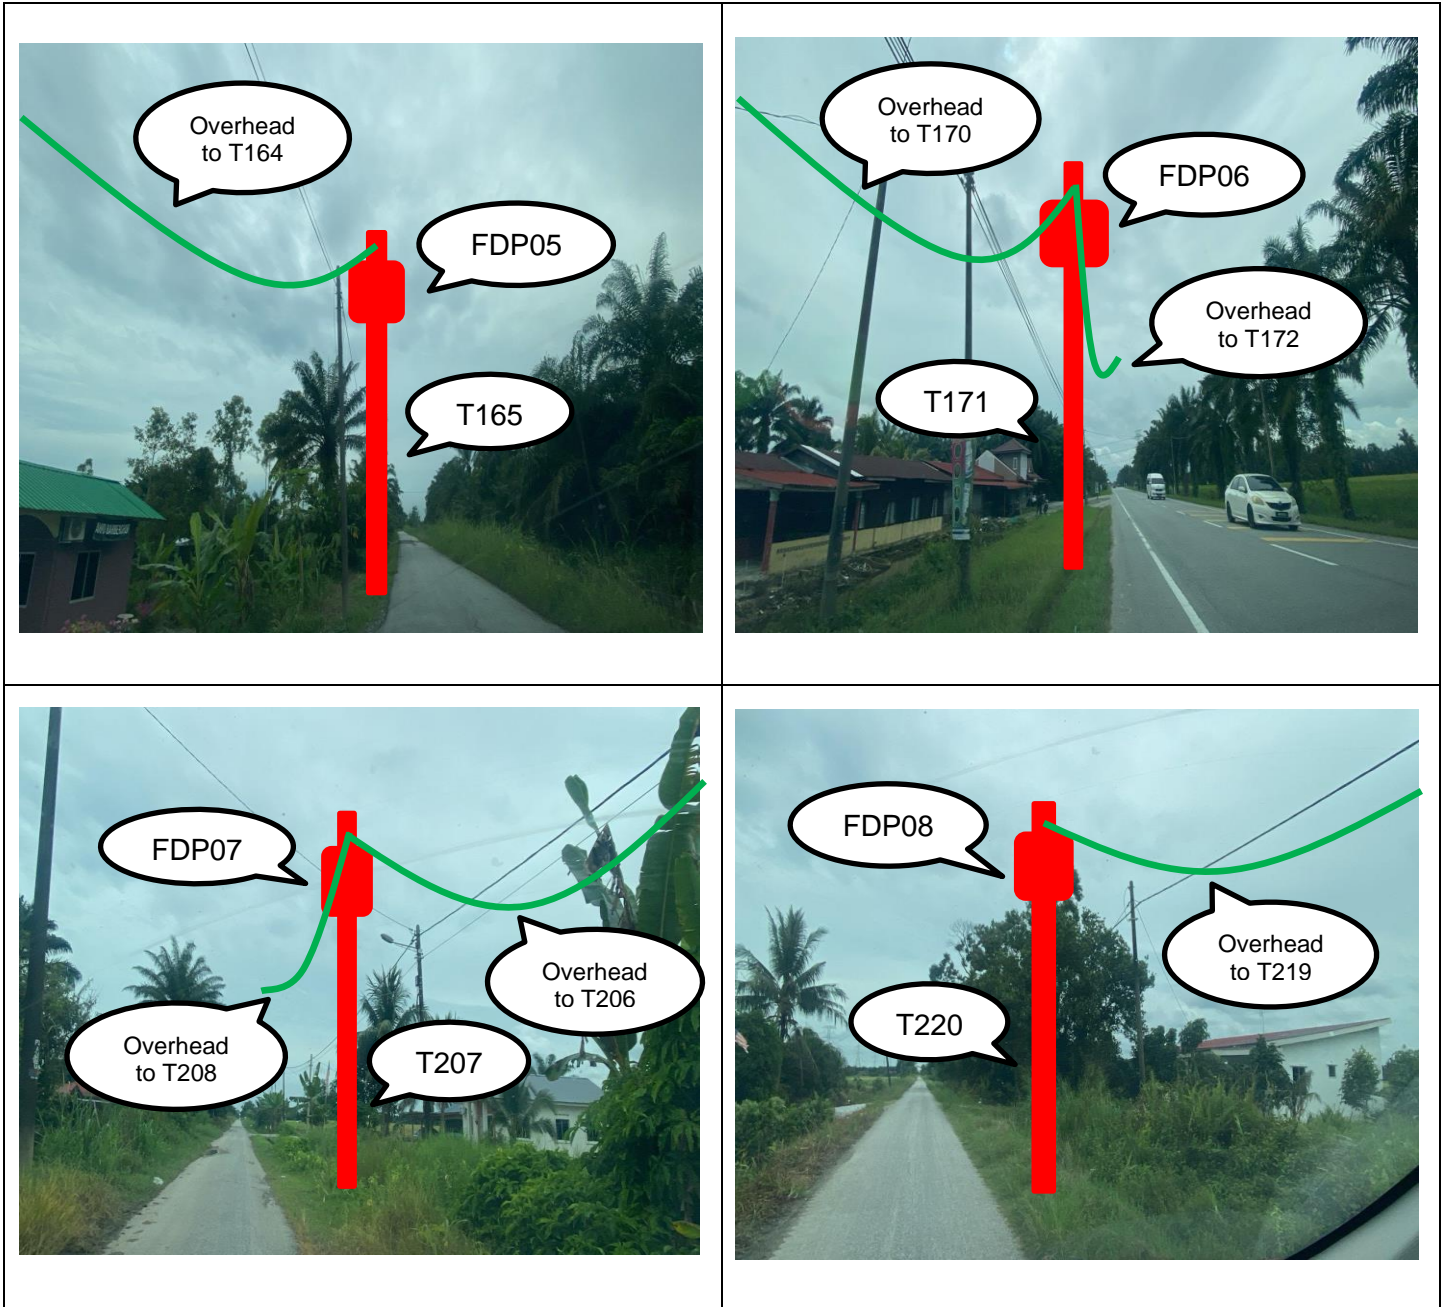 Overhead
to T164
FDP05
T165
Overhead
to T170
FDP06
Overhead
to T172
T171
FDP07
Overhead
to T206
Overhead
to T208
T207
FDP08
Overhead
to T219
T220